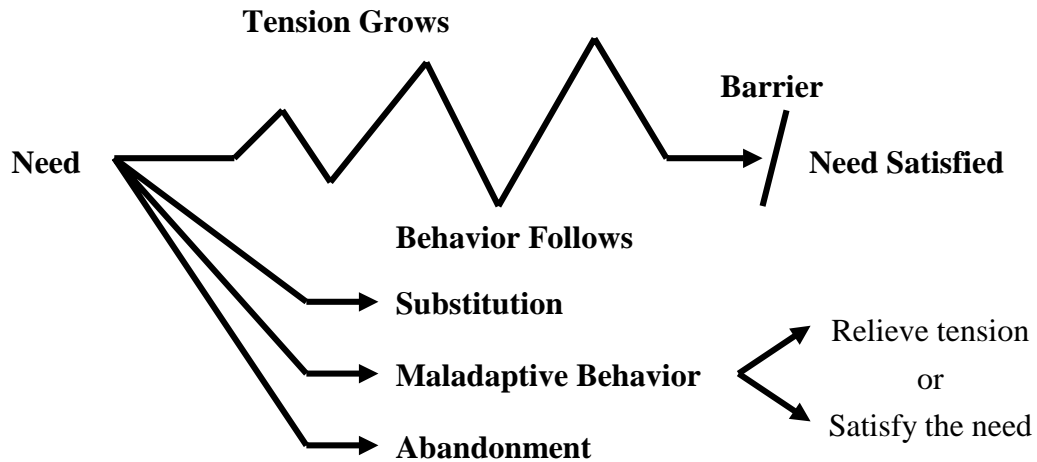 Tension Grows
Barrier
Need
Need Satisfied
Behavior Follows
Substitution
Relieve tension
Maladaptive Behavior
or
Satisfy the need
Abandonment